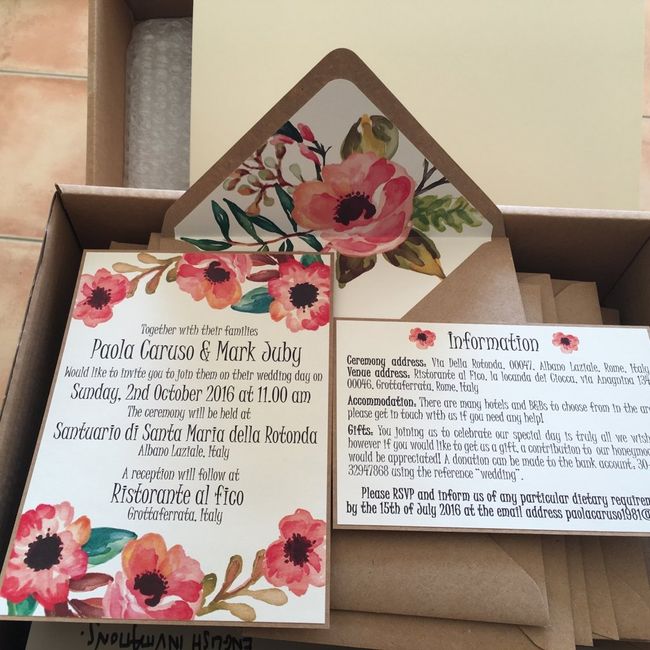 Together with their families
Paola Caruso & Mark Juby
Would like to invite you to join them on their wedding day on
Sunday, 2nd October 2016 at 11.00 am
The ceremony will be held at
Santuario di Santa Maria della Rotonda
Albano Laziale, Italy
A reception will follow at
Ristorante al fico
Grottaferrata, Italy
Information
Ceremony address. Via Della Rotonda, 00047, Albano Laziale, Rome, Italy
Venue address. Ristorante al Fico, la locanda del Ciocca, via Anagnina 134
00046, Grottaferrata, Rome, Italy
Accommodation. There are many hotels and B&Bs to choose from in the
please get in touch with us if you need any help!
Gifts. You joining us to celebrate our special day is truly all we
however if you would like to get us a gift, a contribution to our
would be appreciated! A donation can be made to the bank account, 30-
32947868 using the reference "wedding".
Please RSVP and inform us of any particular dietary
by the 15th of July 2016 at the email address paolacaruso1981@
ENGLISH INVITATIONS.